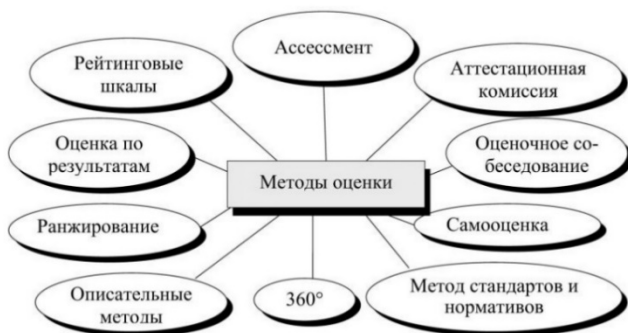 Ассессмент
Рейтинговые
шкалы
Аттестационная
комиссия
Оценка по
результатам
Оценочное со-
беседование
Методы оценки
Ранжирование
Самооценка
Описательные
методы
360°
Метод стандартов и
нормативов